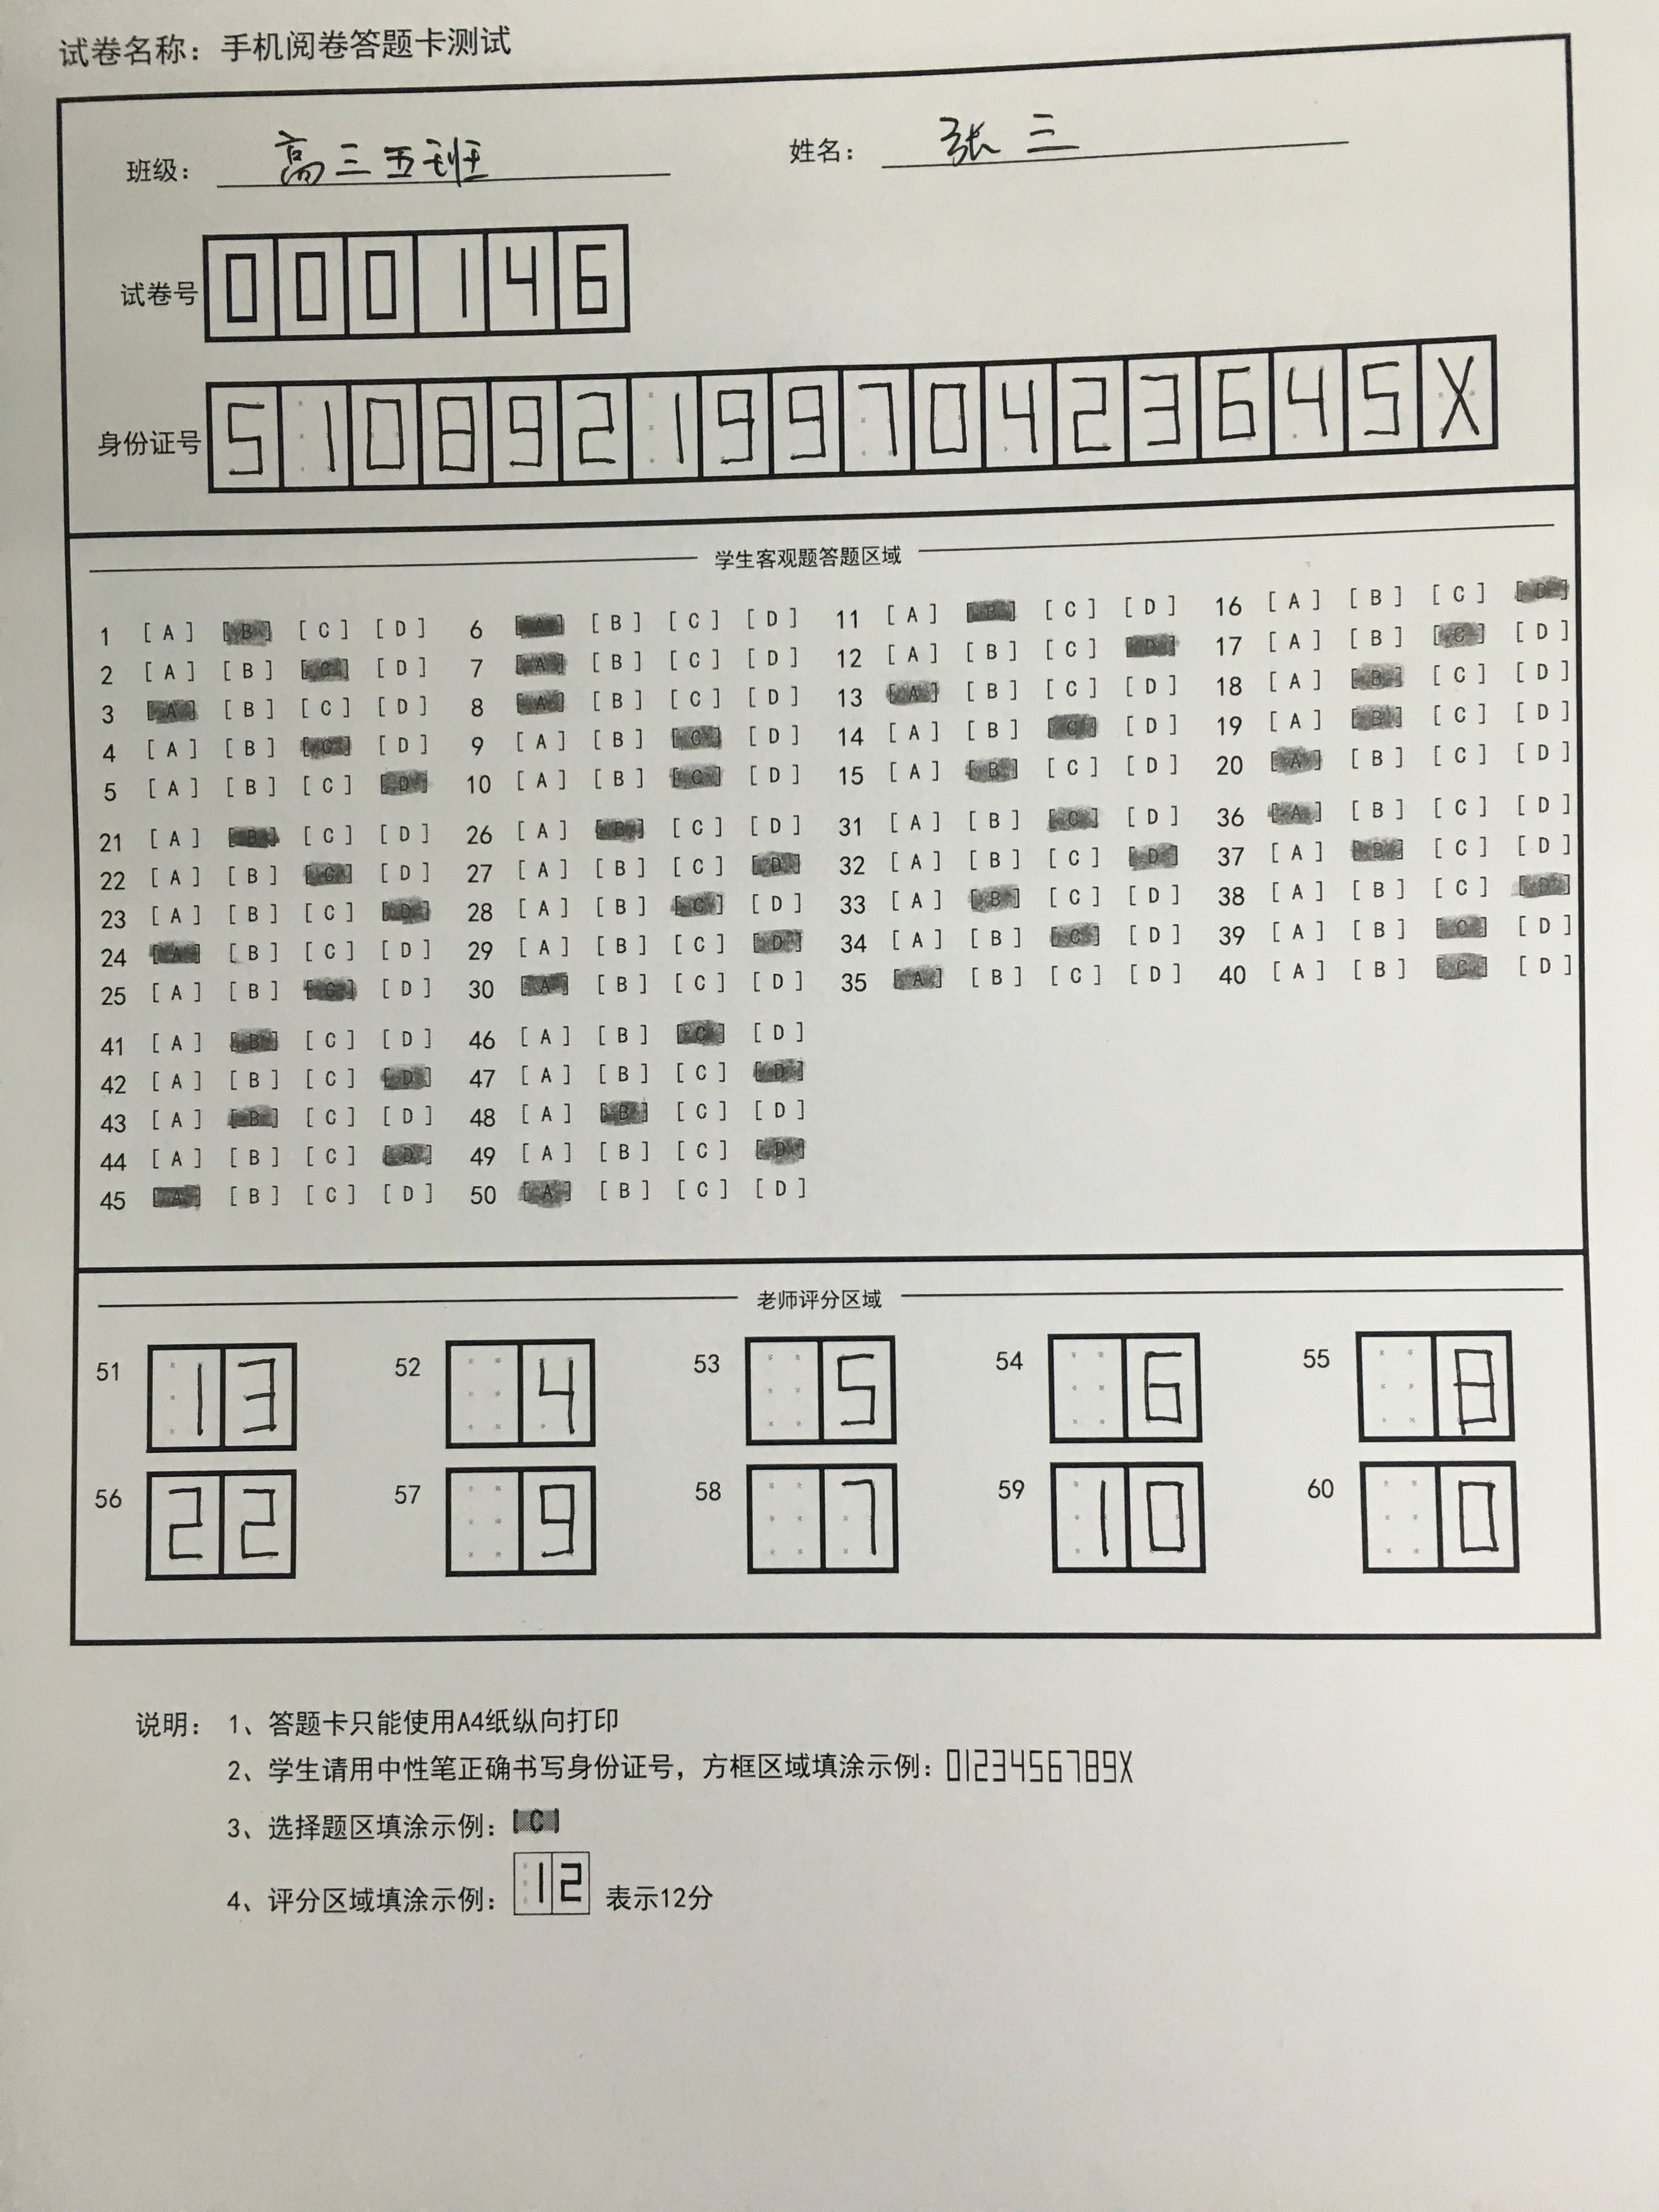 试卷名称：手机阅卷答题卡测试
班级： 高三五班 姓名： 张三
试卷号 000146
身份证号 51089219970423645X
学生客观题答题区域
1 [A] [B] [C] [D] 6 [A] [B] [C] [D] 11 [A] [B] [C] [D] 16 [A] [B] [C] [D]
2 [A] [B] [C] [D] 7 [A] [B] [C] [D] 12 [A] [B] [C] [D] 17 [A] [B] [C] [D]
3 [A] [B] [C] [D] 8 [A] [B] [C] [D] 13 [A] [B] [C] [D] 18 [A] [B] [C] [D]
4 [A] [B] [C] [D] 9 [A] [B] [C] [D] 14 [A] [B] [C] [D] 19 [A] [B] [C] [D]
5 [A] [B] [C] [D] 10 [A] [B] [C] [D] 15 [A] [B] [C] [D] 20 [A] [B] [C] [D]
21 [A] [B] [C] [D] 26 [A] [B] [C] [D] 31 [A] [B] [C] [D] 36 [A] [B] [C] [D]
22 [A] [B] [C] [D] 27 [A] [B] [C] [D] 32 [A] [B] [C] [D] 37 [A] [B] [C] [D]
23 [A] [B] [C] [D] 28 [A] [B] [C] [D] 33 [A] [B] [C] [D] 38 [A] [B] [C] [D]
24 [A] [B] [C] [D] 29 [A] [B] [C] [D] 34 [A] [B] [C] [D] 39 [A] [B] [C] [D]
25 [A] [B] [C] [D] 30 [A] [B] [C] [D] 35 [A] [B] [C] [D] 40 [A] [B] [C] [D]
41 [A] [B] [C] [D] 46 [A] [B] [C] [D]
42 [A] [B] [C] [D] 47 [A] [B] [C] [D]
43 [A] [B] [C] [D] 48 [A] [B] [C] [D]
44 [A] [B] [C] [D] 49 [A] [B] [C] [D]
45 [A] [B] [C] [D] 50 [A] [B] [C] [D]
老师评分区域
51 13 52 4 53 5 54 6 55 8
56 22 57 9 58 7 59 10 60 0
说明： 1、答题卡只能使用A4纸纵向打印
2、学生请用中性笔正确书写身份证号，方框区域填涂示例：0123456789X
3、选择题区填涂示例：[C]
4、评分区域填涂示例： 12 表示12分